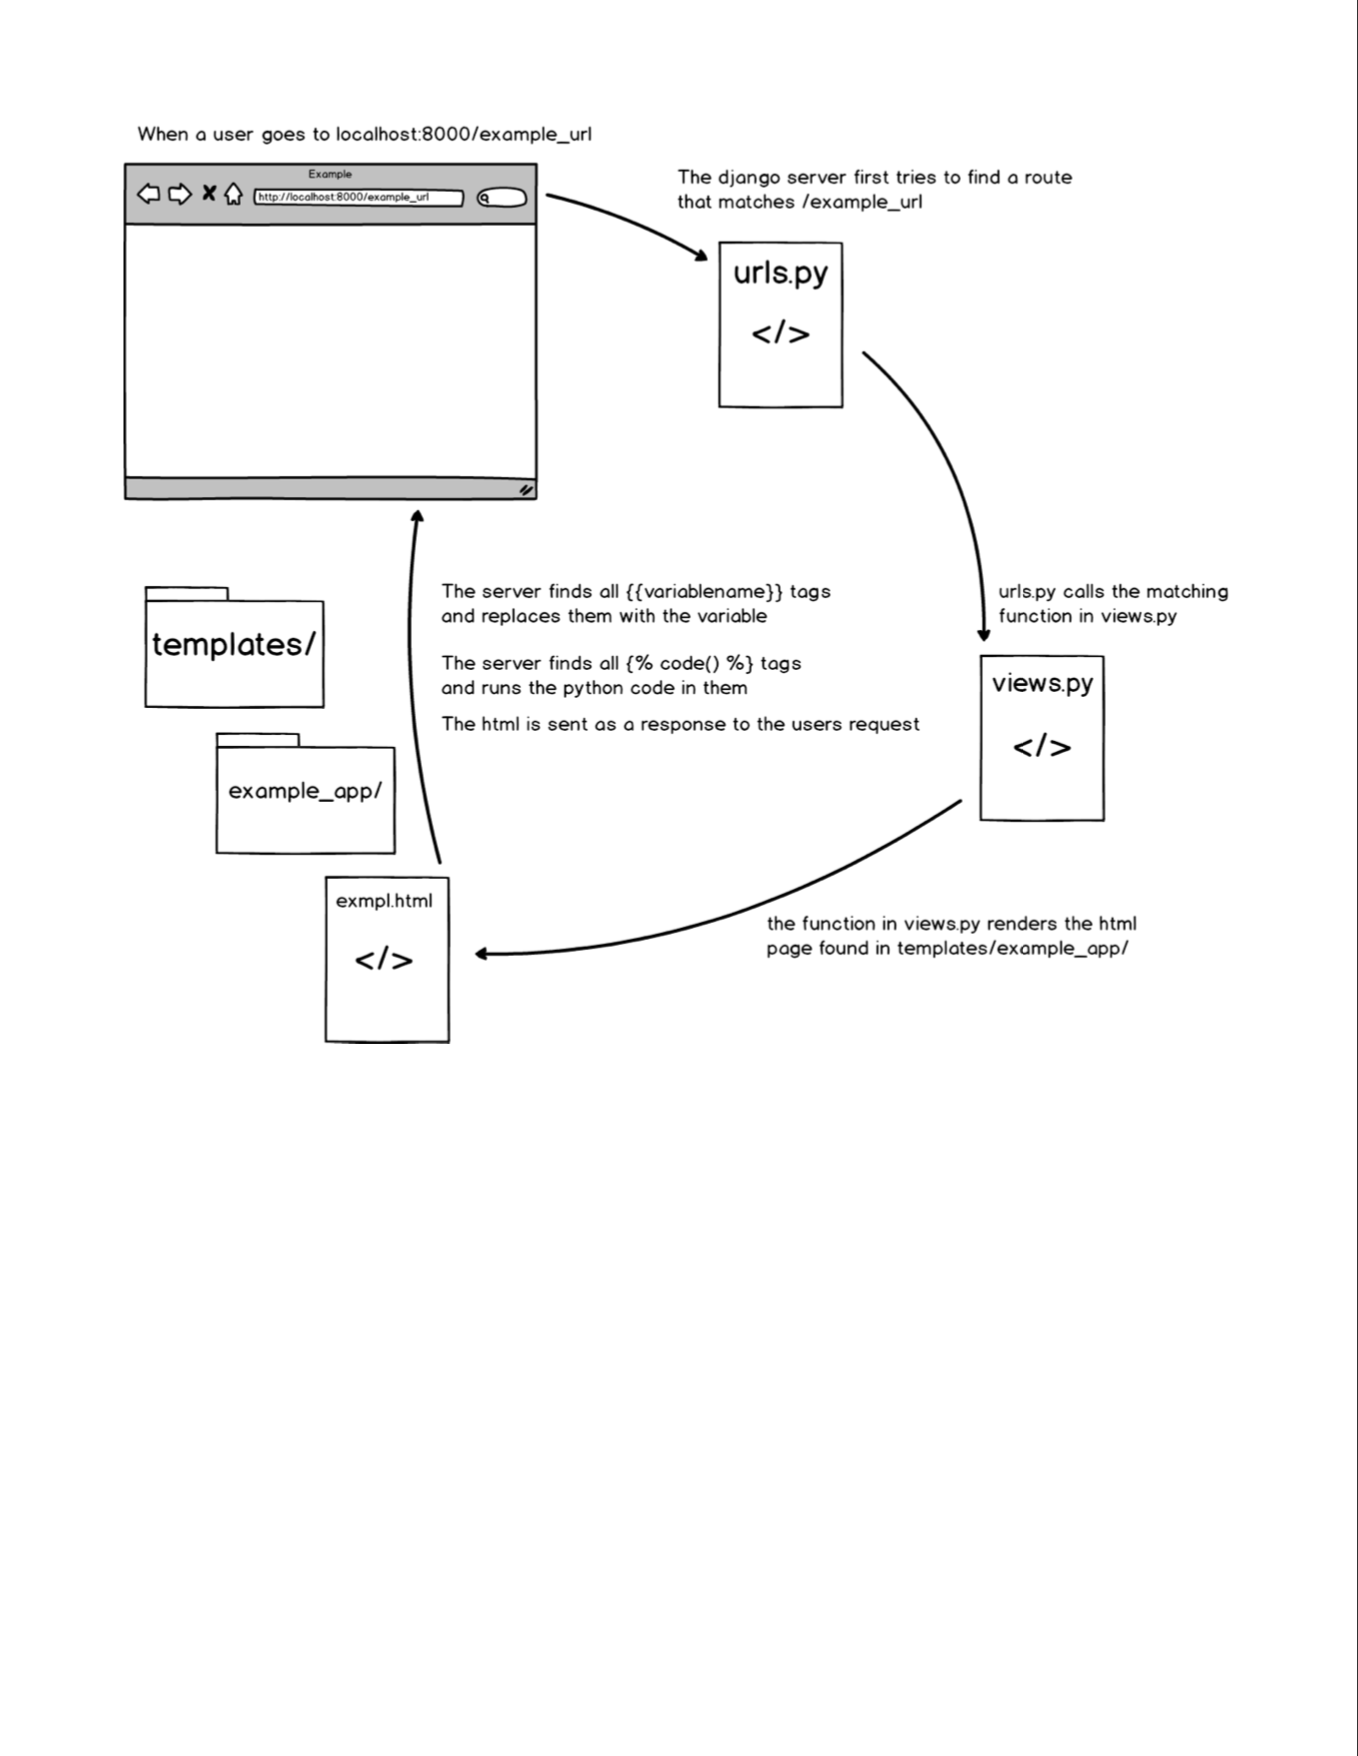 When a user goes to localhost:8000/example_url
Example
http://localhost:8000/example_url
The django server first tries to find a route
that matches /example_url
urls.py
</>
urls.py calls the matching
function in views.py
views.py
</>
the function in views.py renders the html
page found in templates/example_app/
templates/
example_app/
exmpl.html
</>
The server finds all {{variablename}} tags
and replaces them with the variable
The server finds all {% code() %} tags
and runs the python code in them
The html is sent as a response to the users request